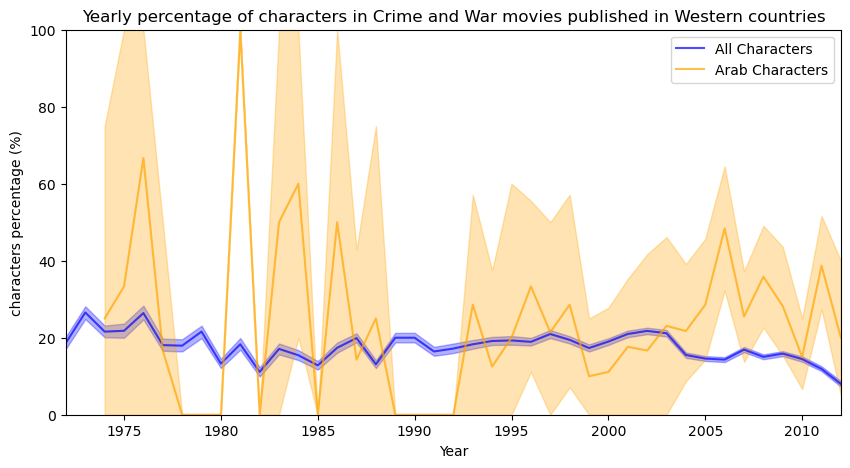 Yearly percentage of characters in Crime and War movies published in Western countries
characters percentage (%)
100
80
60
40
20
0
All Characters
Arab Characters
1975 1980 1985 1990 1995 2000 2005 2010
Year